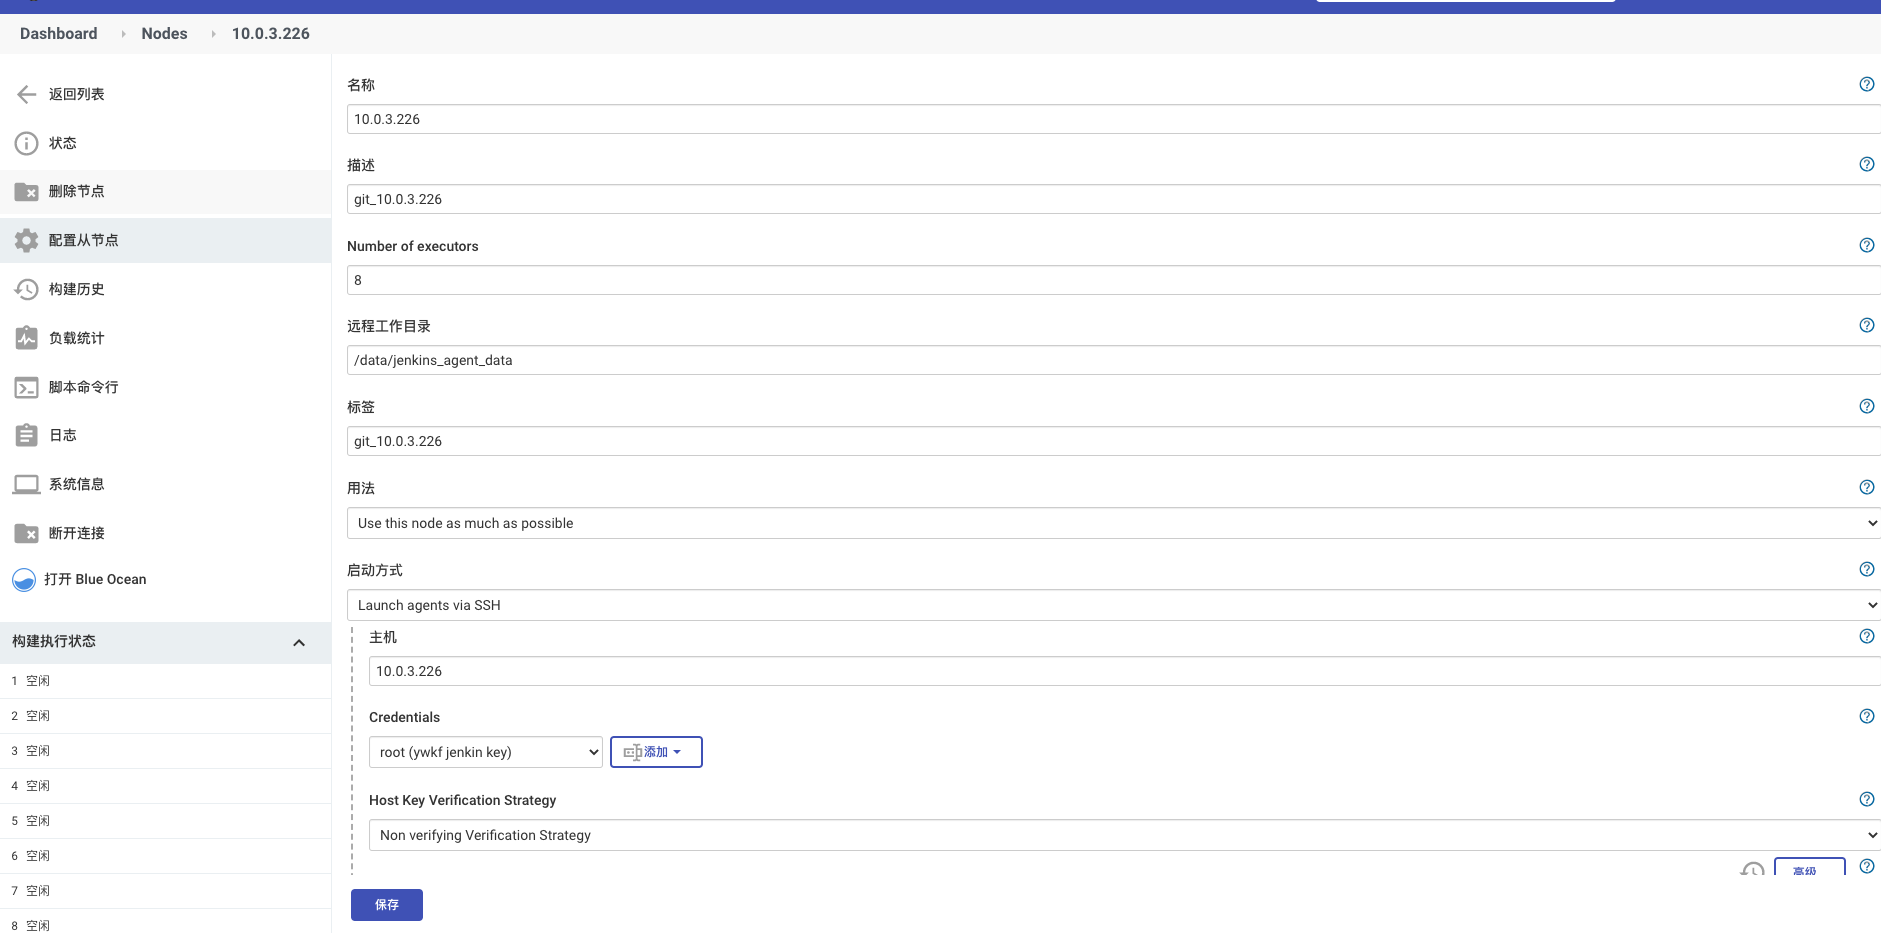 Dashboard Nodes 10.0.3.226
返回列表
状态
删除节点
配置从节点
构建历史
负载统计
脚本命令行
日志
系统信息
断开连接
打开 Blue Ocean
构建执行状态
1 空闲
2 空闲
3 空闲
4 空闲
5 空闲
6 空闲
7 空闲
8 空闲
名称
10.0.3.226
描述
git_10.0.3.226
Number of executors
8
远程工作目录
/data/jenkins_agent_data
标签
git_10.0.3.226
用法
Use this node as much as possible
启动方式
Launch agents via SSH
主机
10.0.3.226
Credentials
root (ywkf jenkin key)
添加
Host Key Verification Strategy
Non verifying Verification Strategy
高级
保存